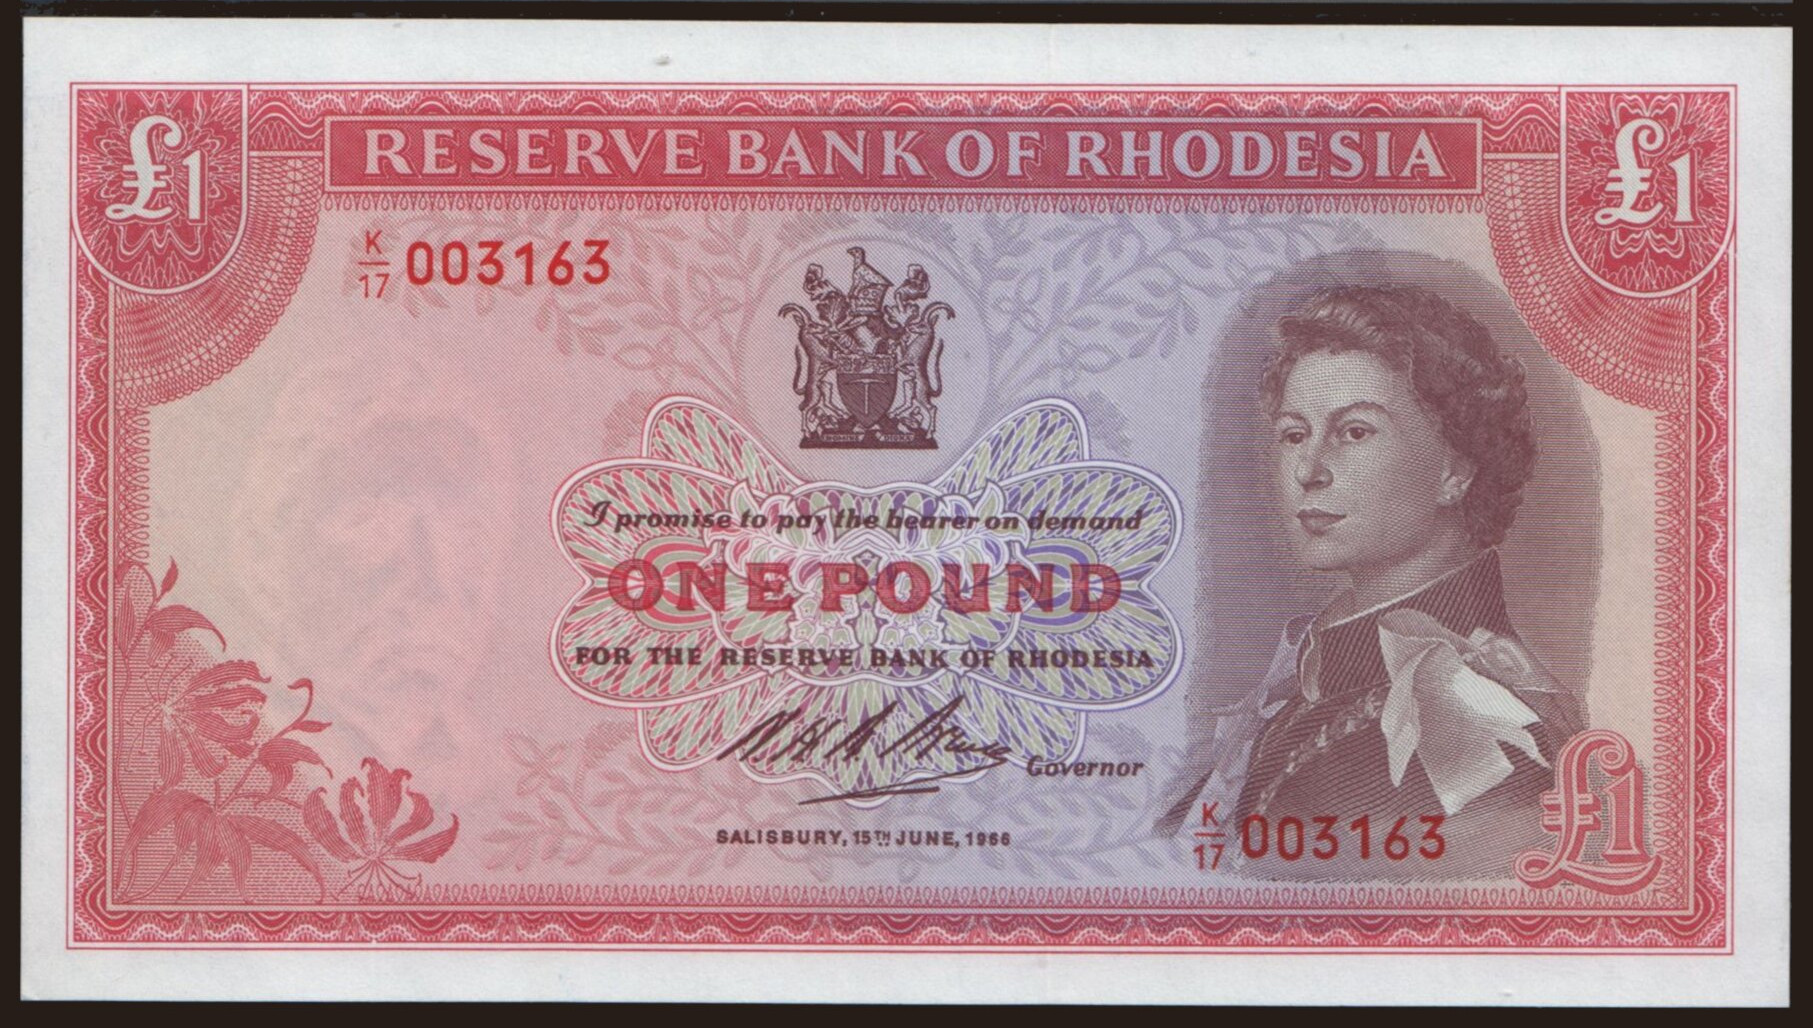 £1 RESERVE BANK OF RHODESIA £1
K/17 003163
I promise to pay the bearer on demand
ONE POUND
FOR THE RESERVE BANK OF RHODESIA
Governor
SALISBURY, 15TH JUNE, 1966
K/17 003163
£1